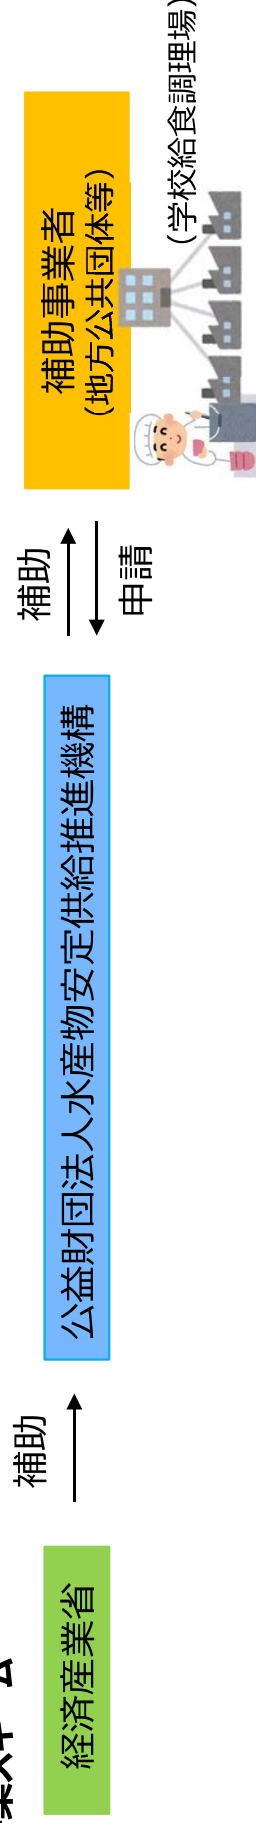 経済産業省
補助
公益財団法人水産物安定供給推進機構
補助
申請
補助事業者
(地方公共団体等)
(学校給食調理場)